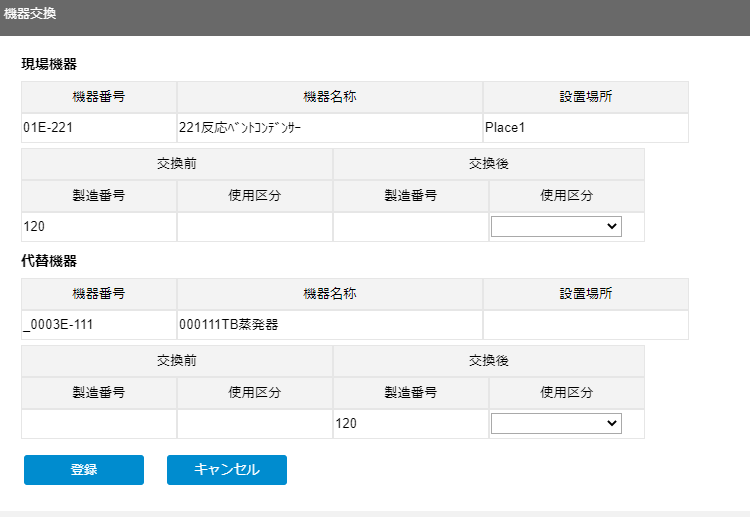 機器交換
現場機器
機器番号 機器名称 設置場所
01E-221 221反応ﾍﾞﾝﾄｺﾝﾃﾞﾝｻｰ Place1
交換前 交換後
製造番号 使用区分 製造番号 使用区分
120
代替機器
機器番号 機器名称 設置場所
_0003E-111 000111TB蒸発器
交換前 交換後
製造番号 使用区分 製造番号 使用区分
120
登録 キャンセル